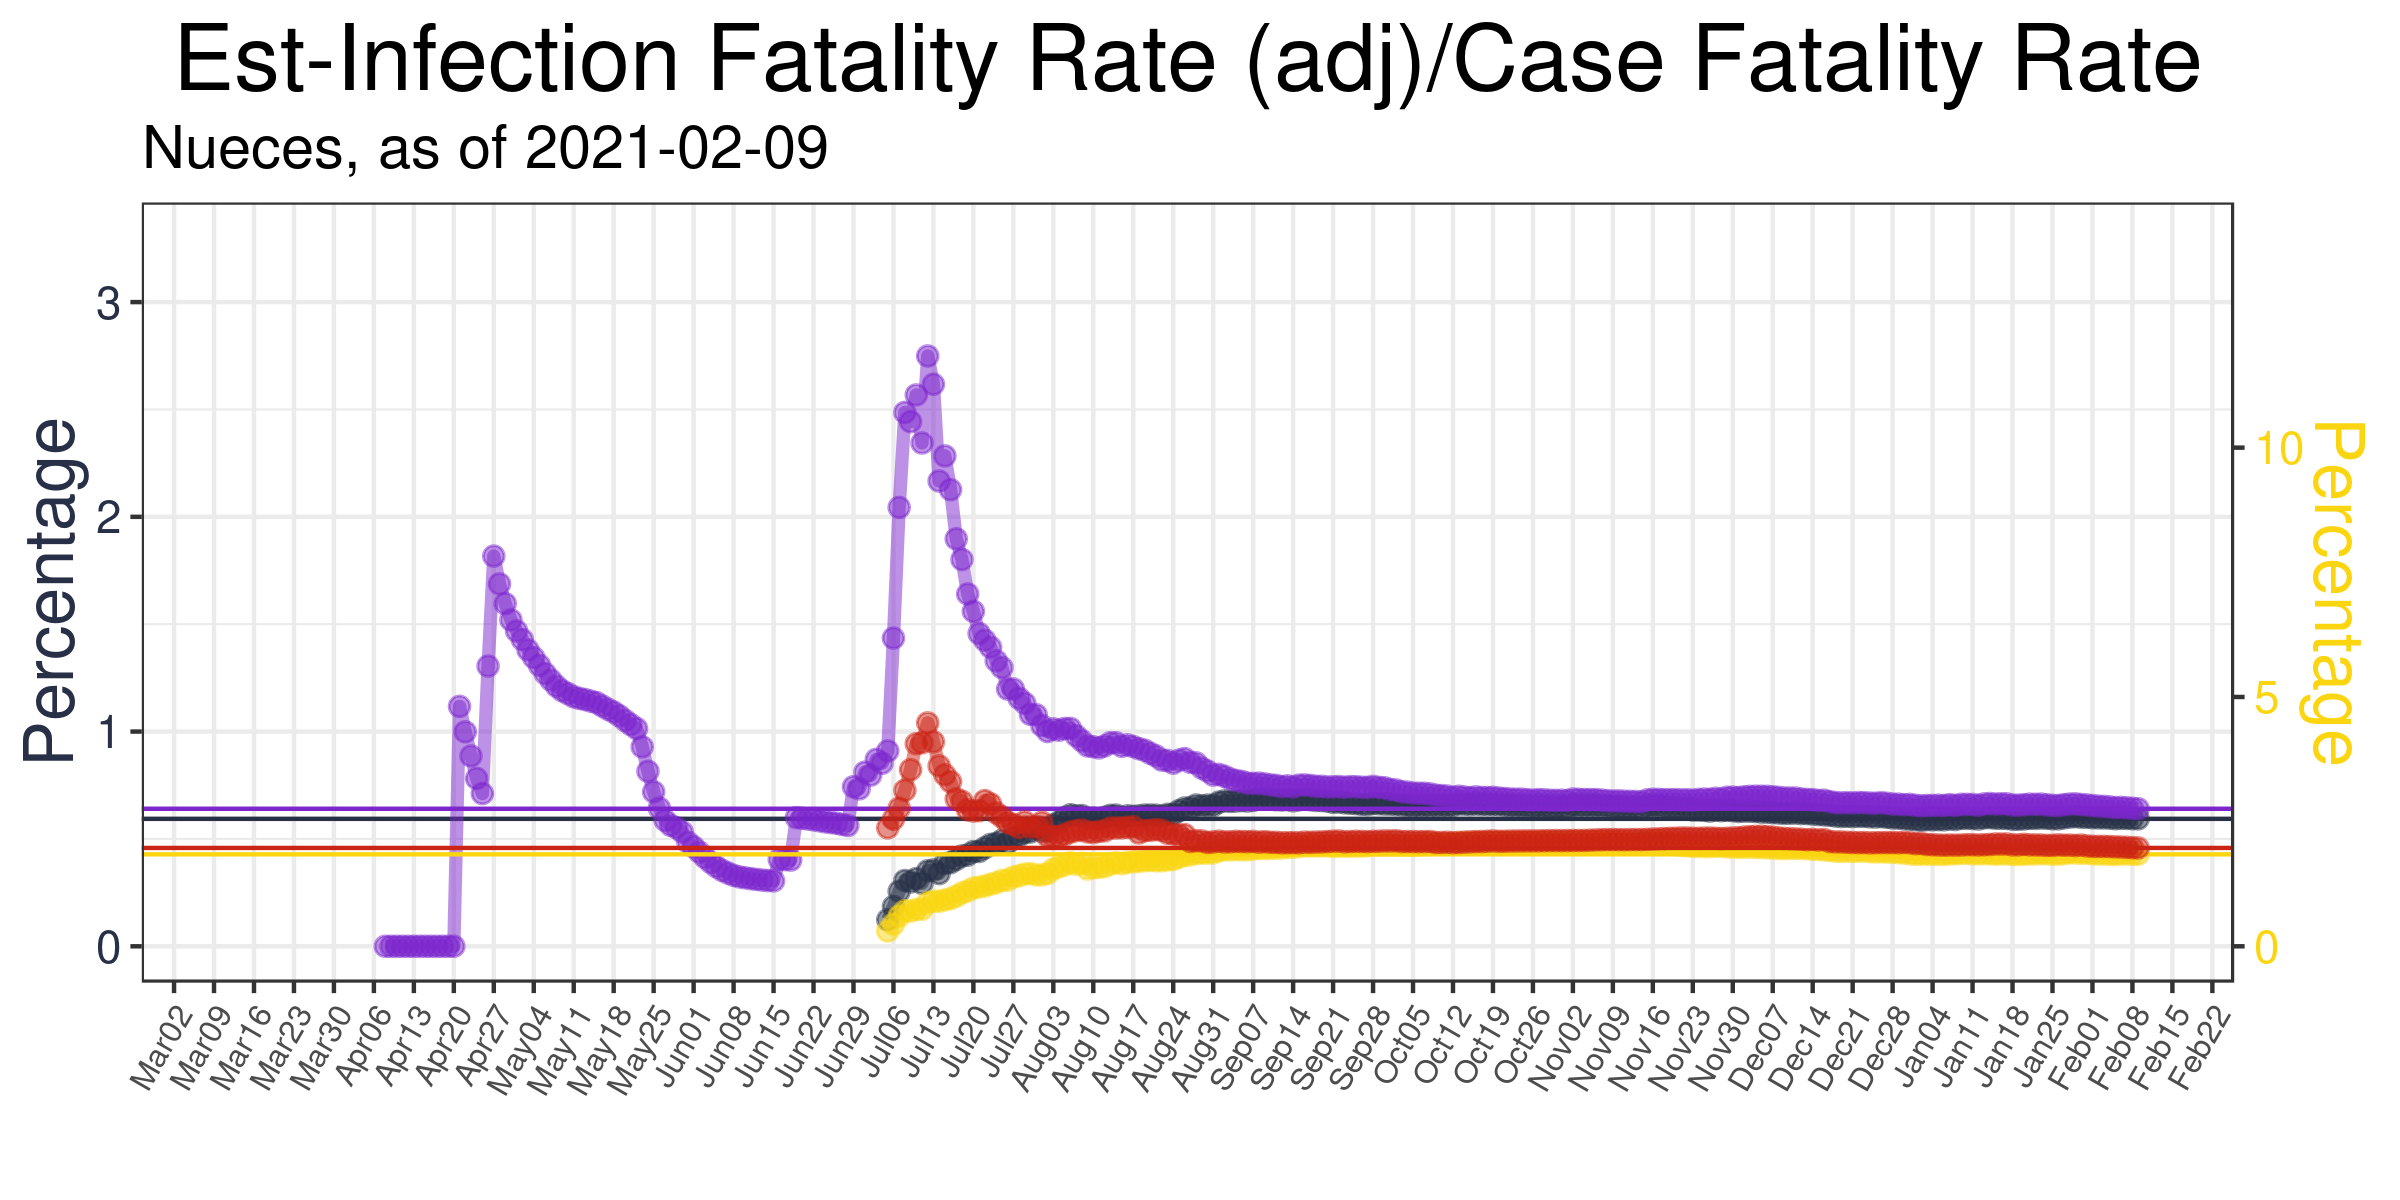 Est-Infection Fatality Rate (adj)/Case Fatality Rate
Nueces, as of 2021-02-09
Percentage
3
2
1
0
10
5
0
Percentage
Mar02 Mar09 Mar16 Mar23 Mar30 Apr06 Apr13 Apr20 Apr27 May04 May11 May18 May25 Jun01 Jun08 Jun15 Jun22 Jun29 Jul06 Jul13 Jul20 Jul27 Aug03 Aug10 Aug17 Aug24 Aug31 Sep07 Sep14 Sep21 Sep28 Oct05 Oct12 Oct19 Oct26 Nov02 Nov09 Nov16 Nov23 Nov30 Dec07 Dec14 Dec21 Dec28 Jan04 Jan11 Jan18 Jan25 Feb01 Feb08 Feb15 Feb22